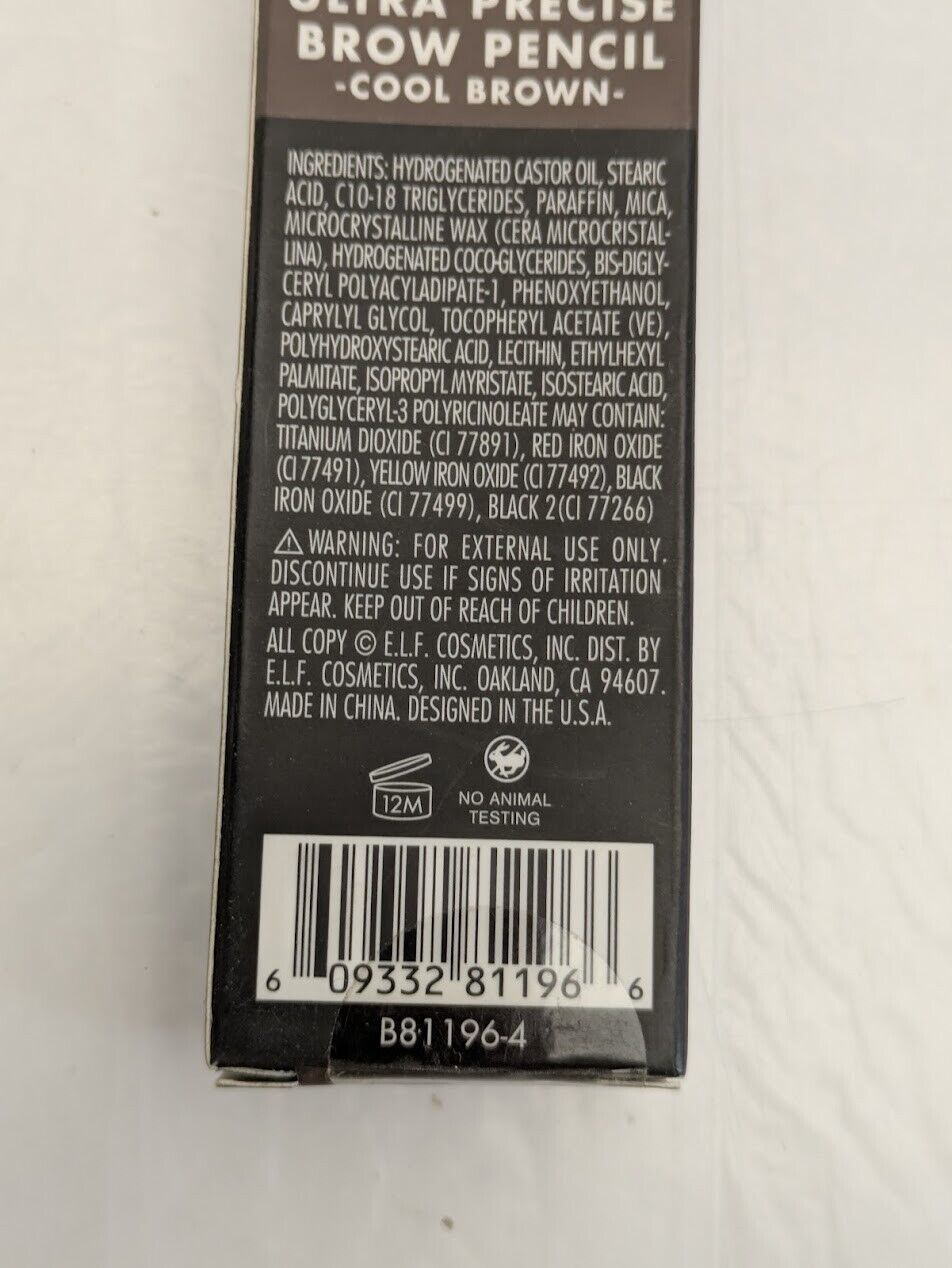 ULTRA PRECISE
BROW PENCIL
-COOL BROWN-
INGREDIENTS: HYDROGENATED CASTOR OIL, STEARIC
ACID, C10-18 TRIGLYCERIDES, PARAFFIN, MICA,
MICROCRYSTALLINE WAX (CERA MICROCRISTAL-
LINA), HYDROGENATED COCO-GLYCERIDES, BIS-DIGLY-
CERYL POLYACYLADIPATE-1, PHENOXYETHANOL,
CAPRYLYL GLYCOL, TOCOPHERYL ACETATE (VE),
POLYHYDROXYSTEARIC ACID, LECITHIN, ETHYLHEXYL
PALMITATE, ISOPROPYL MYRISTATE, ISOSTEARIC ACID,
POLYGLYCERYL-3 POLYRICINOLEATE MAY CONTAIN:
TITANIUM DIOXIDE (CI 77891), RED IRON OXIDE
(CI 77491), YELLOW IRON OXIDE (CI 77492), BLACK
IRON OXIDE (CI 77499), BLACK 2(CI 77266)
⚠ WARNING: FOR EXTERNAL USE ONLY.
DISCONTINUE USE IF SIGNS OF IRRITATION
APPEAR. KEEP OUT OF REACH OF CHILDREN.
ALL COPY © E.L.F. COSMETICS, INC. DIST. BY
E.L.F. COSMETICS, INC. OAKLAND, CA 94607.
MADE IN CHINA. DESIGNED IN THE U.S.A.
12M
NO ANIMAL
TESTING
6 09332 81196 6
B81196-4